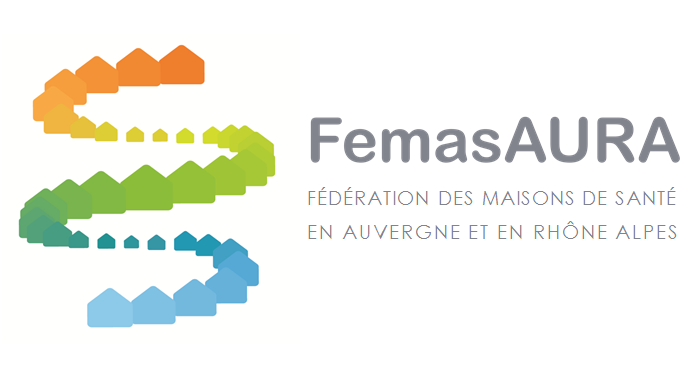 FemasAURA
FÉDÉRATION DES MAISONS DE SANTÉ
EN AUVERGNE ET EN RHÔNE ALPES